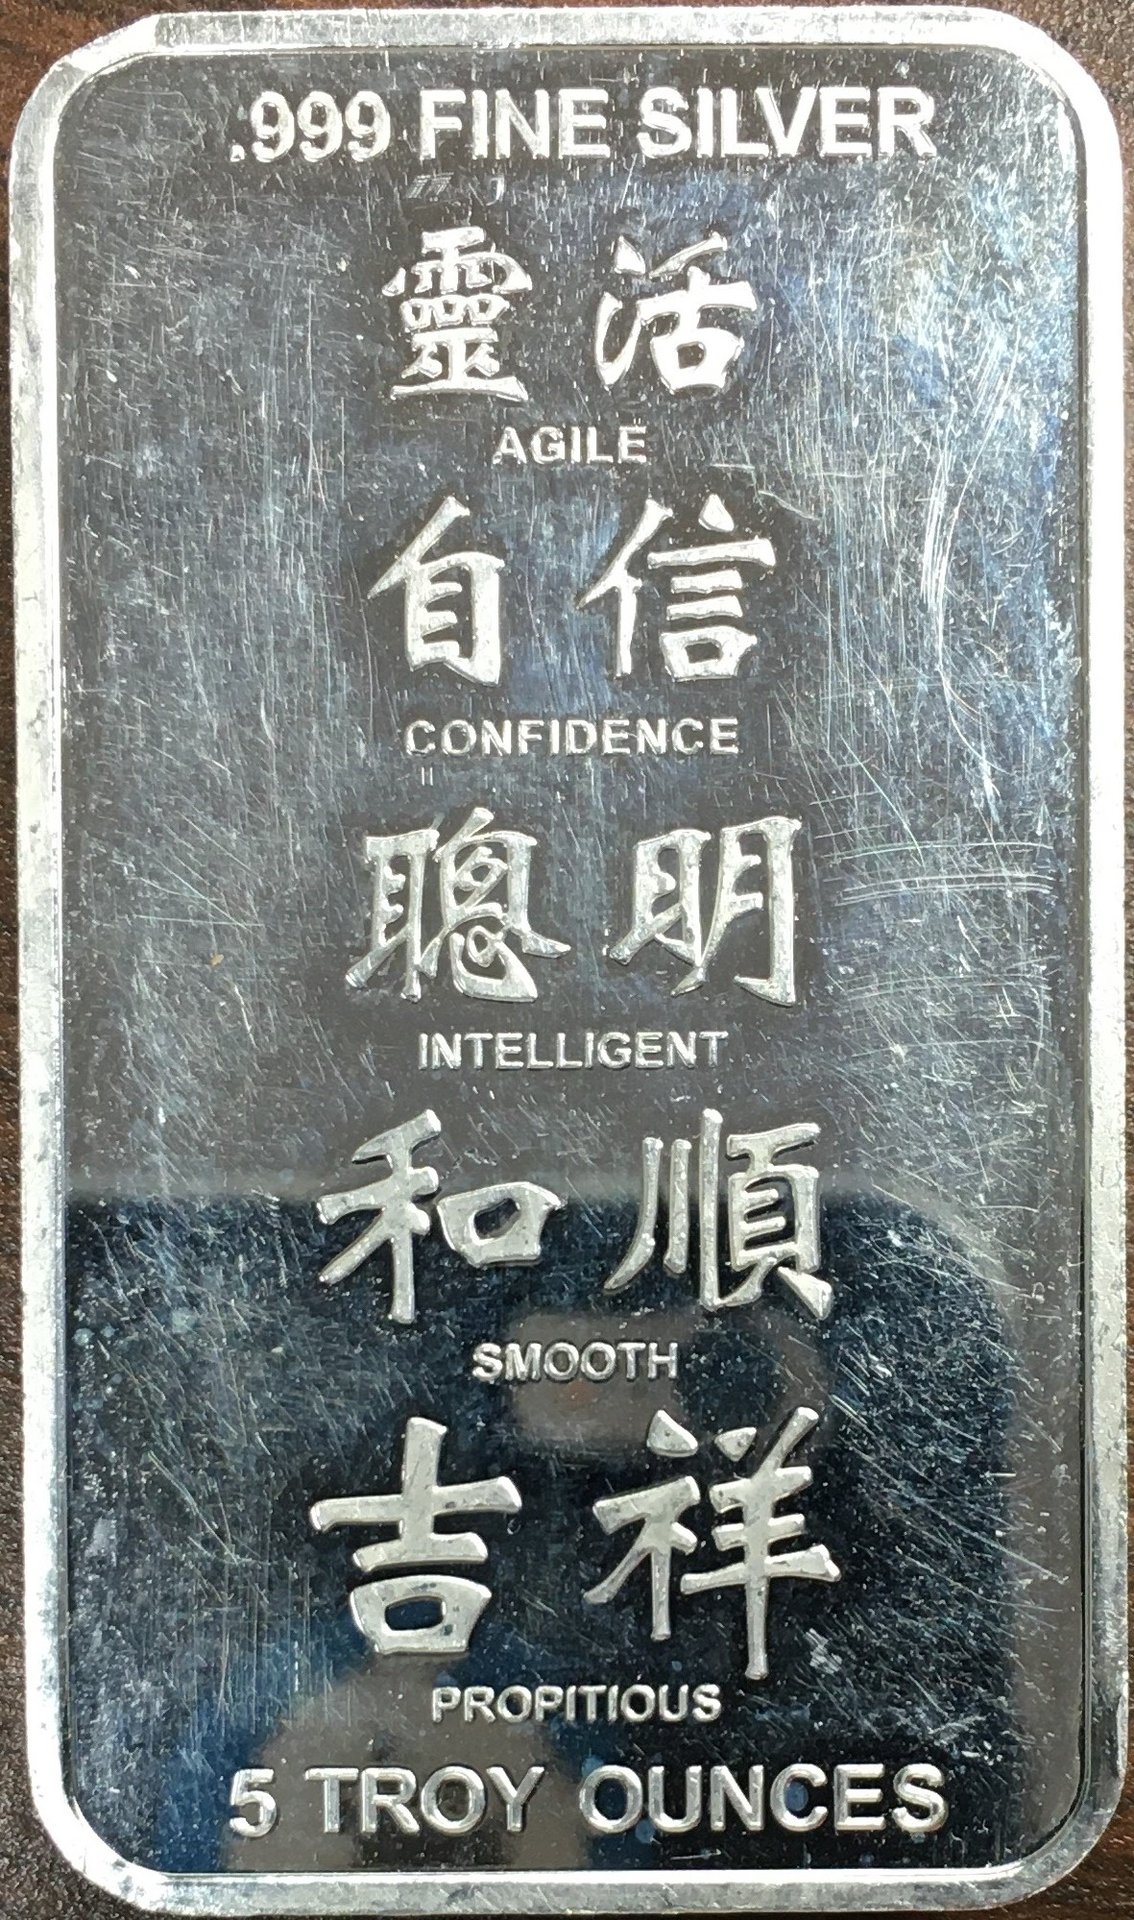 .999 FINE SILVER
靈活
AGILE
自信
CONFIDENCE
聰明
INTELLIGENT
和順
SMOOTH
吉祥
PROPITIOUS
5 TROY OUNCES